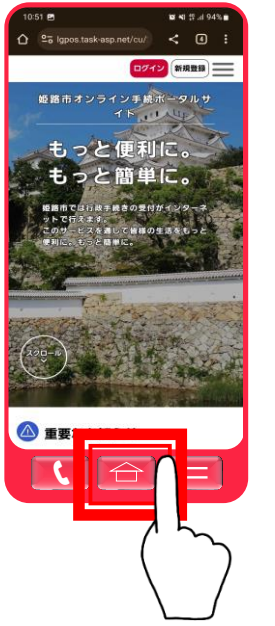 10:51
94%
lgpos.task-asp.net/cu/
4
ログイン
新規登録
姫路市オンライン手続ポータルサ
イト
もっと便利に。
もっと簡単に。
姫路市では行政手続きの受付がインターネ
ットで行えます。
このサービスを通して皆様の生活をもっと
便利に。もっと簡単に。
スクロール
重要な